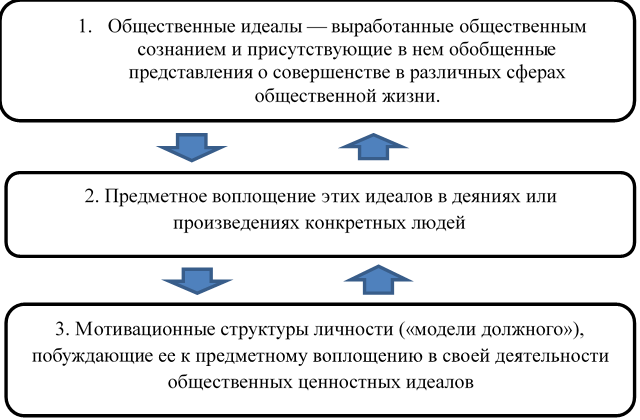 1. Общественные идеалы — выработанные общественным
сознанием и присутствующие в нем обобщенные
представления о совершенстве в различных сферах
общественной жизни.
2. Предметное воплощение этих идеалов в деяниях или
произведениях конкретных людей
3. Мотивационные структуры личности («модели должного»),
побуждающие ее к предметному воплощению в своей деятельности
общественных ценностных идеалов